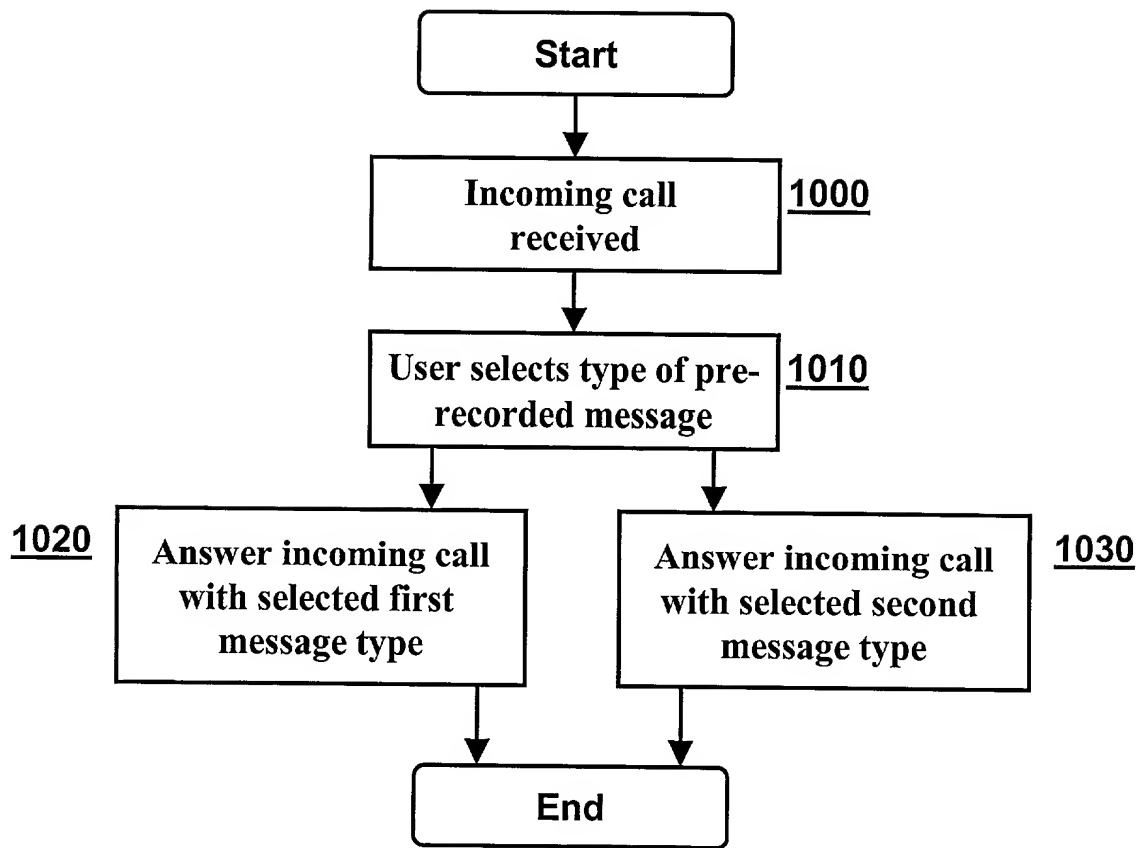 Start
Incoming call
received
1000
User selects type of pre-
recorded message
1010
1020
Answer incoming call
with selected first
message type
Answer incoming call
with selected second
message type
1030
End